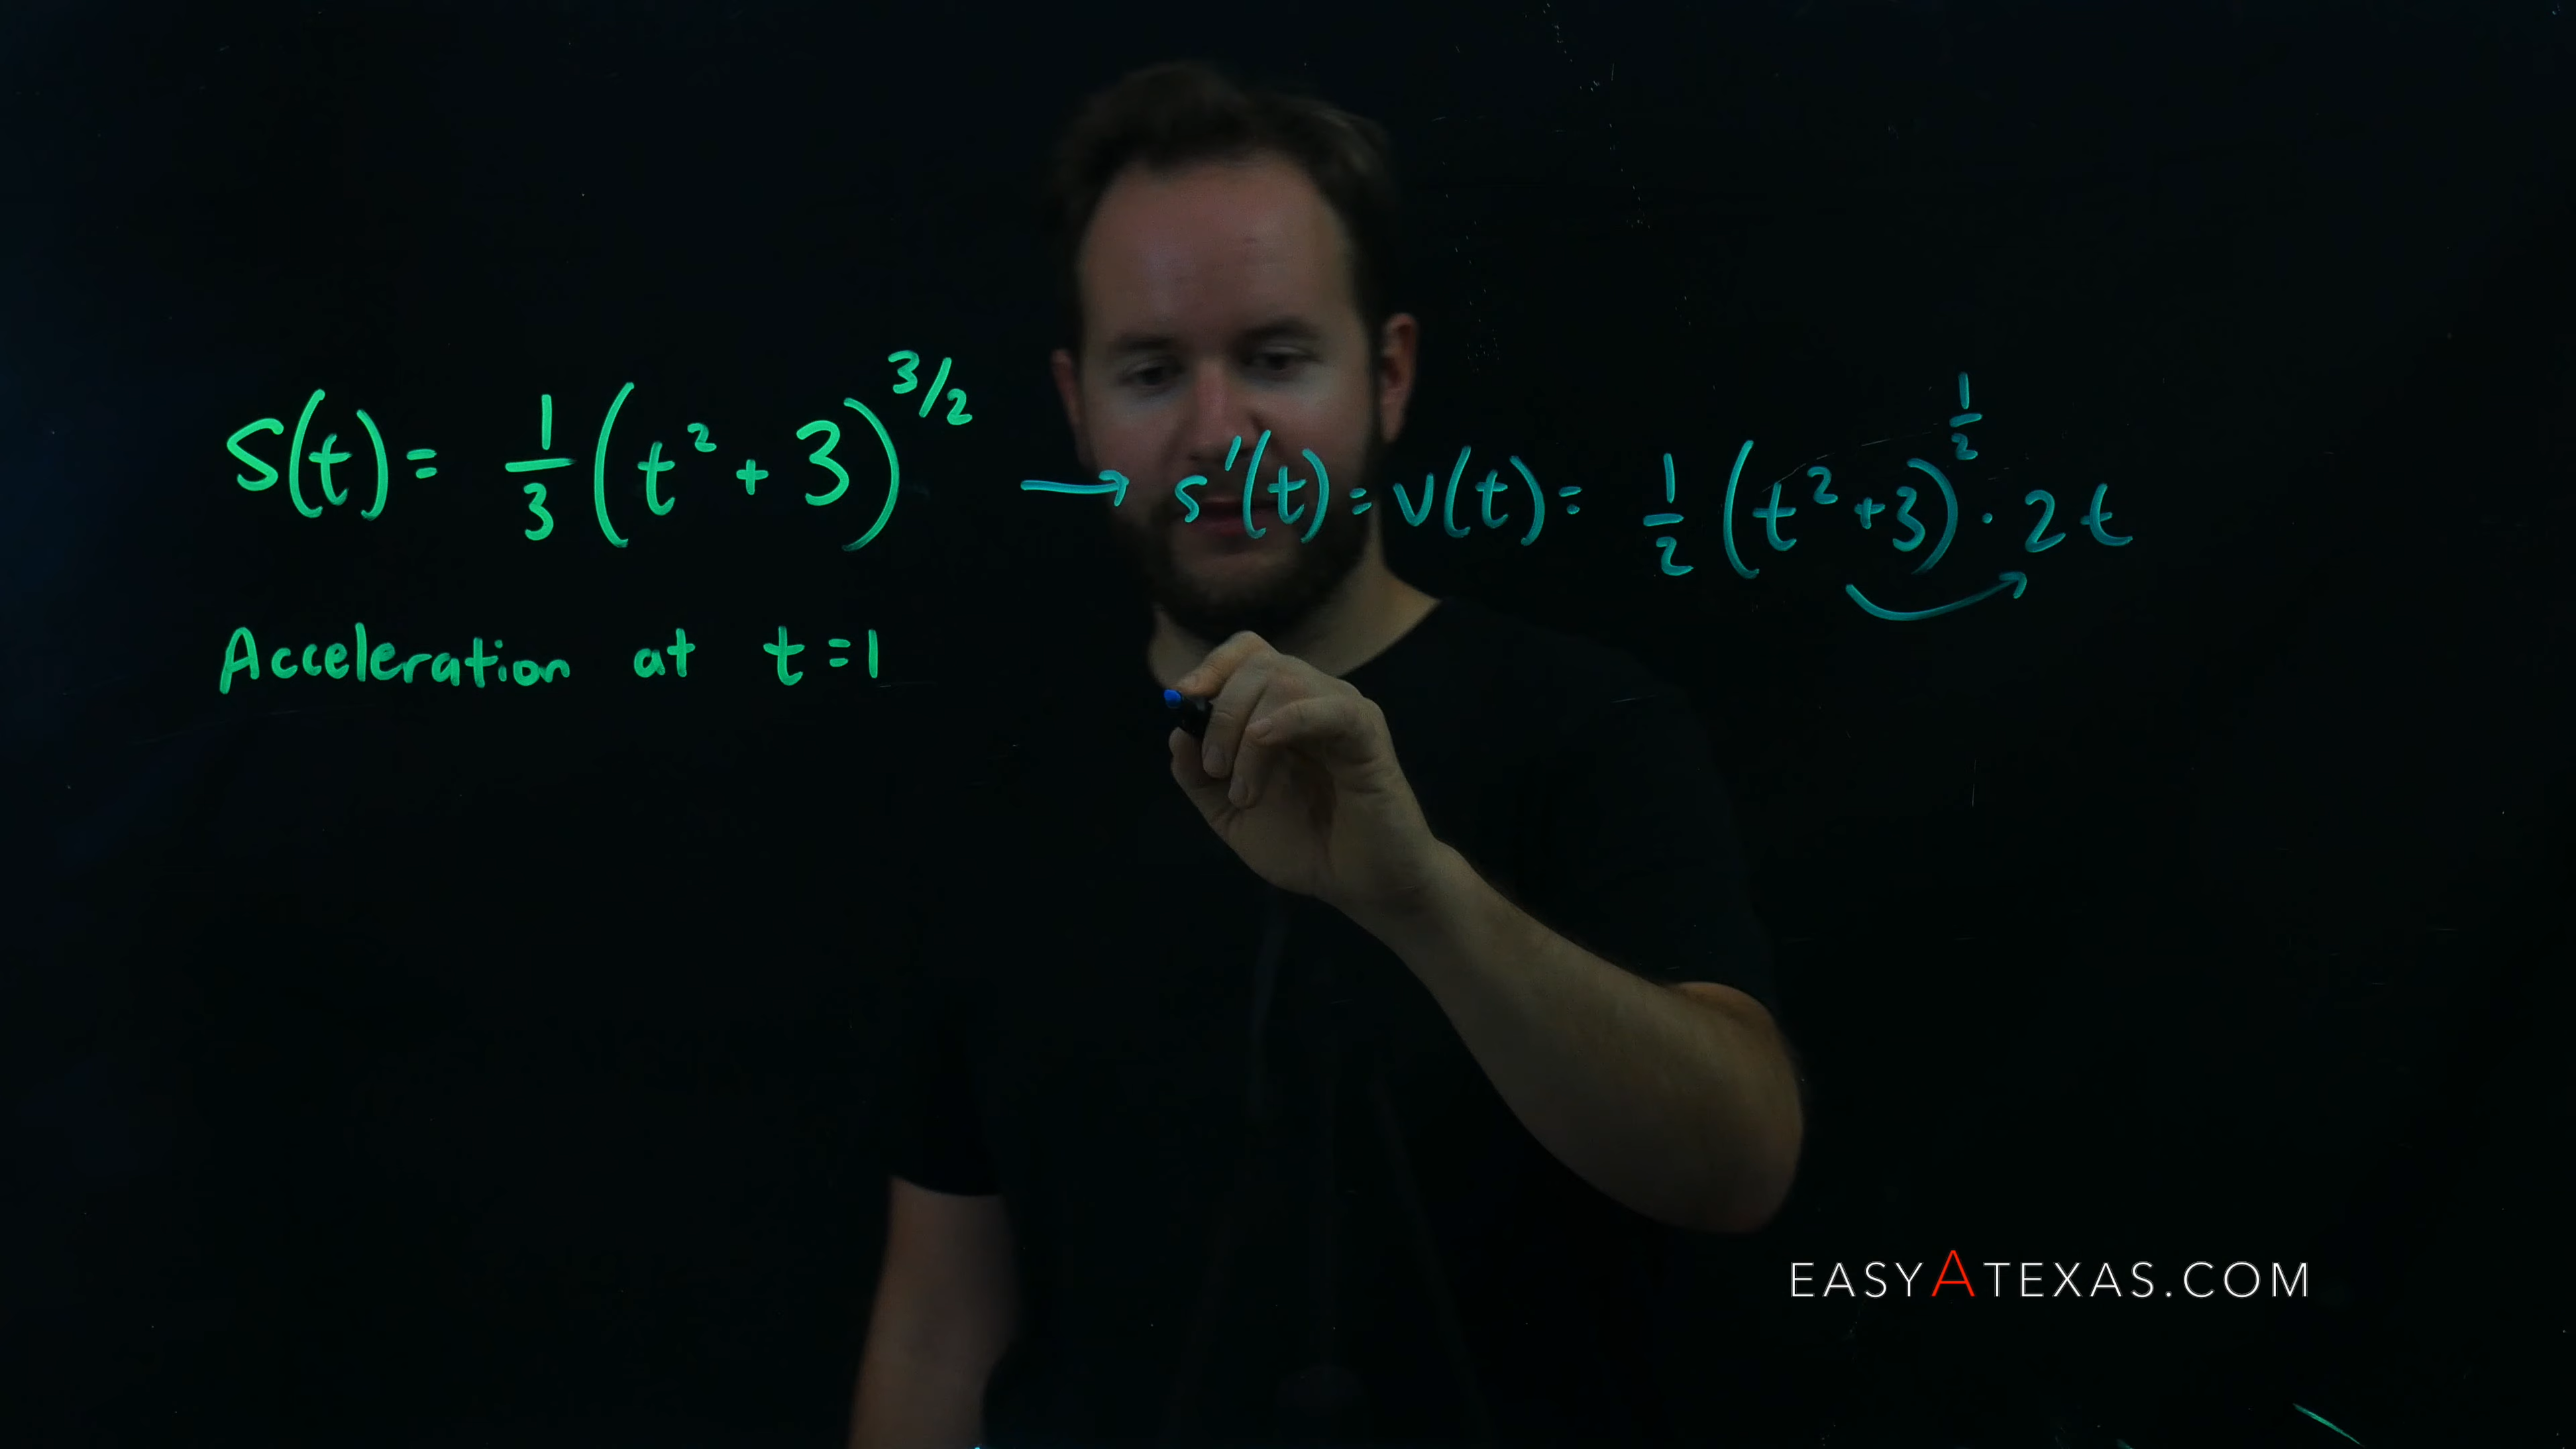 S(t) = 1/3 (t² + 3)^3/2 → s'(t) = v(t) = 1/2 (t² + 3)^1/2 · 2t
Acceleration at t = 1
EASYATEXAS.COM